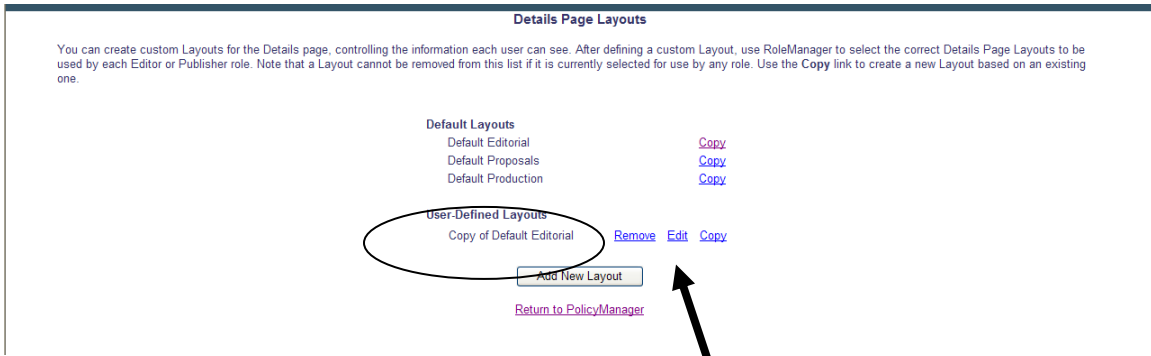 Details Page Layouts
You can create custom Layouts for the Details page, controlling the information each user can see. After defining a custom Layout, use RoleManager to select the correct Details Page Layouts to be
used by each Editor or Publisher role. Note that a Layout cannot be removed from this list if it is currently selected for use by any role. Use the Copy link to create a new Layout based on an existing
one.
Default Layouts
Default Editorial Copy
Default Proposals Copy
Default Production Copy
User-Defined Layouts
Copy of Default Editorial Remove Edit Copy
Add New Layout
Return to PolicyManager